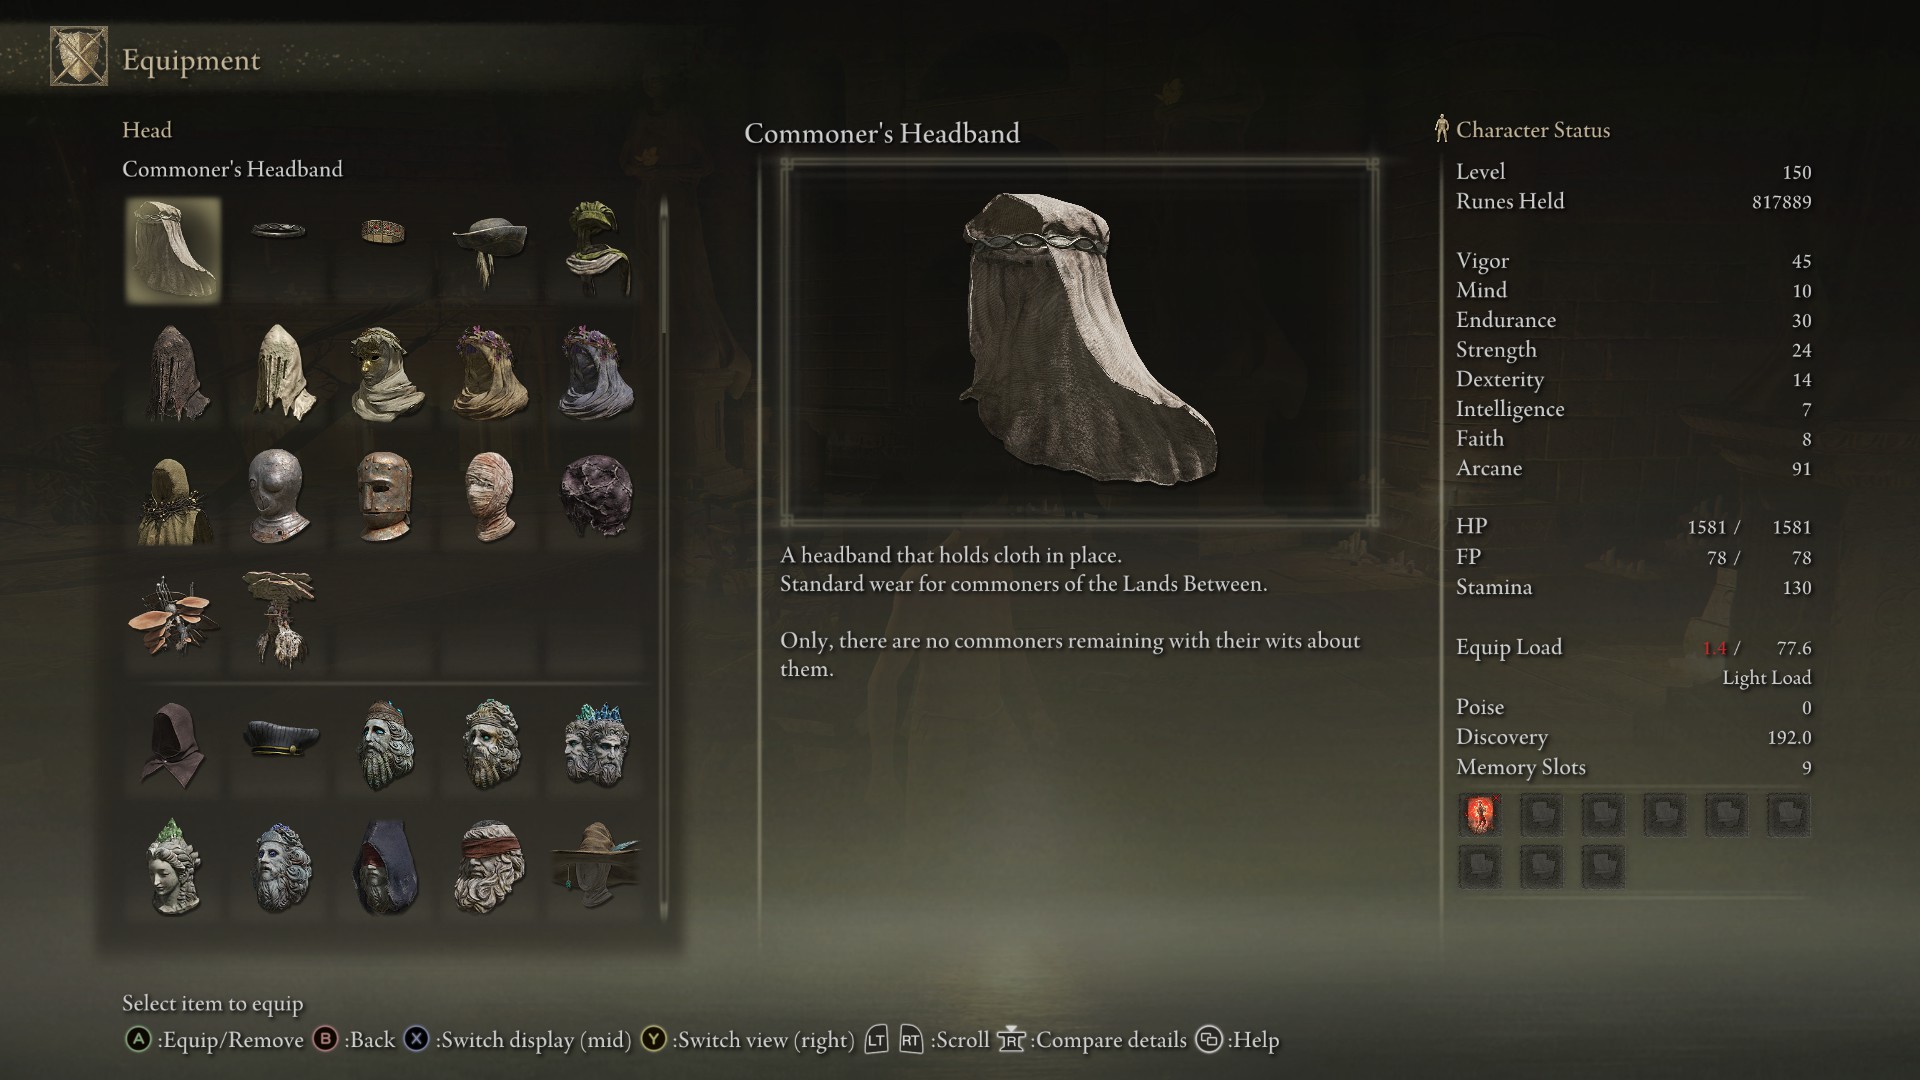 Equipment
Head
Commoner's Headband
Commoner's Headband
A headband that holds cloth in place.
Standard wear for commoners of the Lands Between.
Only, there are no commoners remaining with their wits about
them.
Character Status
Level 150
Runes Held 817889
Vigor 45
Mind 10
Endurance 30
Strength 24
Dexterity 14
Intelligence 7
Faith 8
Arcane 91
HP 1581 / 1581
FP 78 / 78
Stamina 130
Equip Load 1.4 / 77.6
Light Load
Poise 0
Discovery 192.0
Memory Slots 9
Select item to equip
A :Equip/Remove B :Back X :Switch display (mid) Y :Switch view (right) LT RT :Scroll R :Compare details :Help